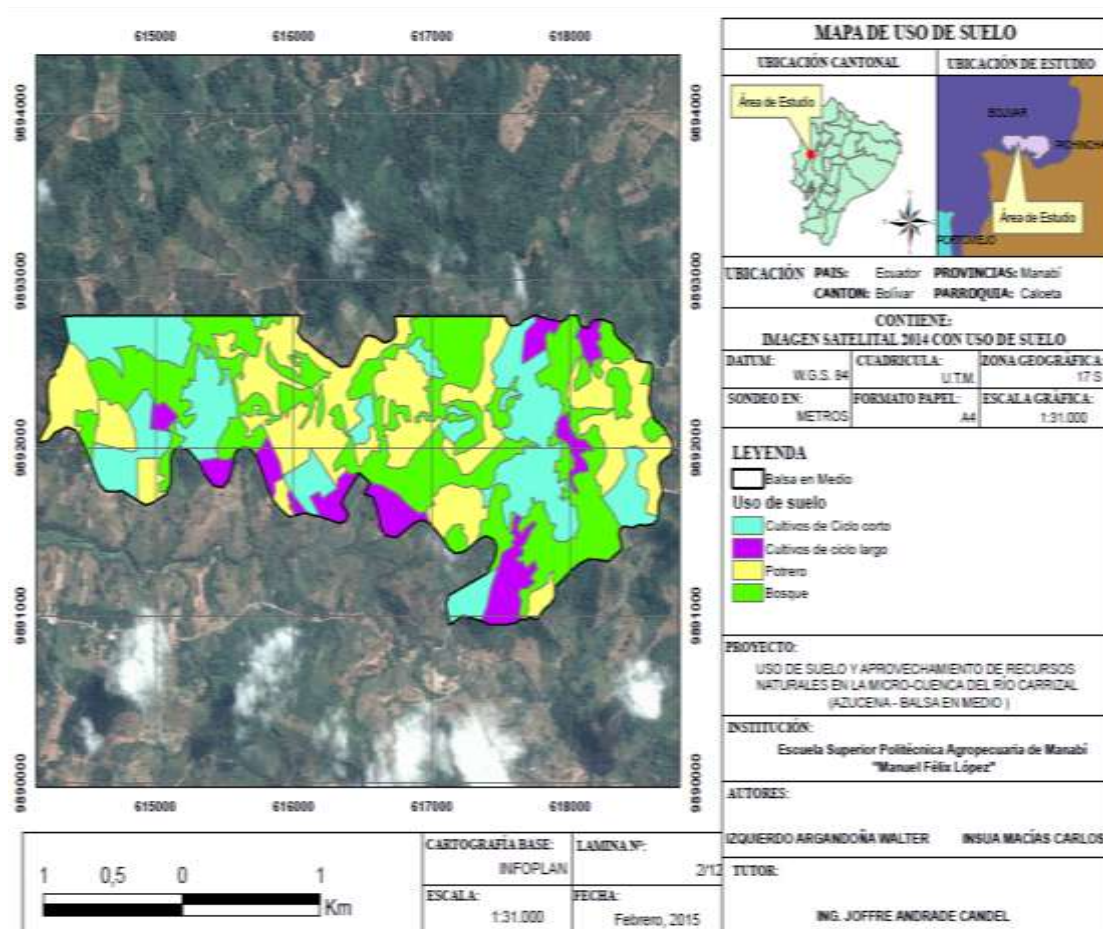 615000 616000 617000 618000
9894000
9893000
9892000
9891000
9890000
615000 616000 617000 618000
MAPA DE USO DE SUELO
UBICACIÓN CANTONAL
UBICACIÓN DE ESTUDIO
Área de Estudio
BOLIVAR
PICHINCHA
Área de Estudio
PORTOVIEJO
UBICACIÓN PAIS: Ecuador PROVINCIAS: Manabí
CANTON: Bolívar PARROQUIA: Calceta
CONTIENE:
IMAGEN SATELITAL 2014 CON USO DE SUELO
DATUM: W.G.S. 84
CUADRICULA: U.T.M.
ZONA GEOGRÁFICA: 17 S
SONDEO EN: METROS
FORMATO PAPEL: A4
ESCALA GRÁFICA: 1:31.000
LEYENDA
Balsa en Medio
Uso de suelo
Cultivos de Ciclo corto
Cultivos de ciclo largo
Potrero
Bosque
PROYECTO:
USO DE SUELO Y APROVECHAMIENTO DE RECURSOS
NATURALES EN LA MICRO-CUENCA DEL RÍO CARRIZAL
(AZUCENA - BALSA EN MEDIO )
INSTITUCIÓN:
Escuela Superior Politécnica Agropecuaria de Manabí
"Manuel Félix López"
AUTORES:
IZQUIERDO ARGANDOÑA WALTER INSUA MACÍAS CARLOS
TUTOR:
ING. JOFFRE ANDRADE CANDEL
1 0,5 0 1
Km
CARTOGRAFÍA BASE:
INFOPLAN
LAMINA Nº:
2/12
ESCALA:
1:31.000
FECHA:
Febrero, 2015